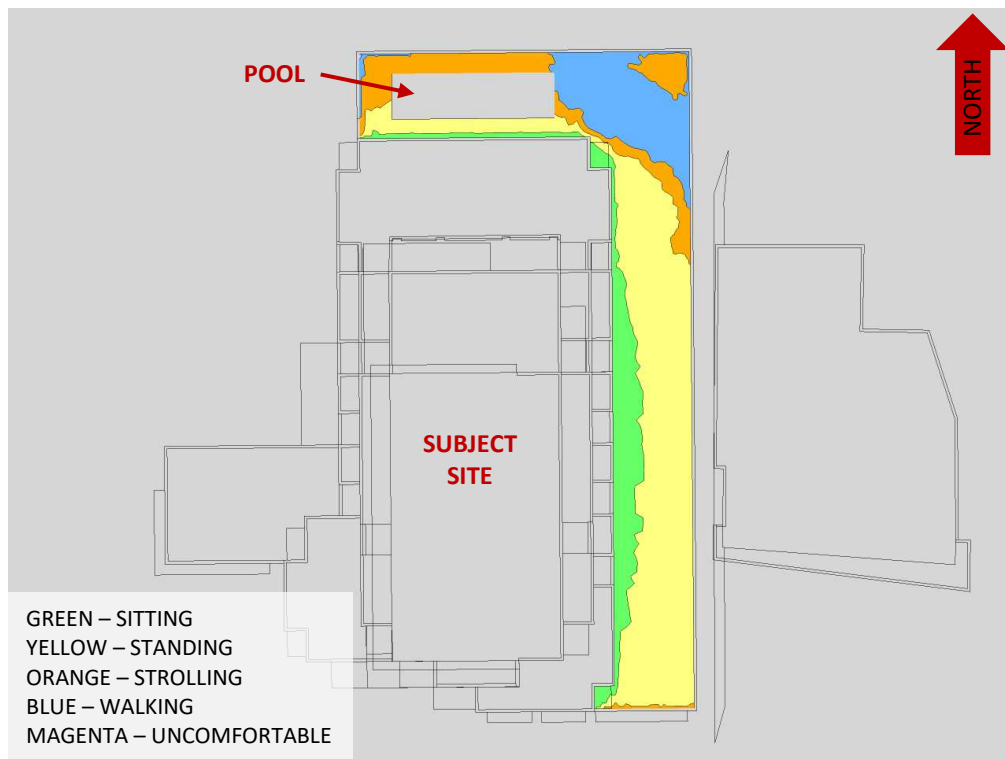 POOL
NORTH
SUBJECT
SITE
GREEN – SITTING
YELLOW – STANDING
ORANGE – STROLLING
BLUE – WALKING
MAGENTA – UNCOMFORTABLE